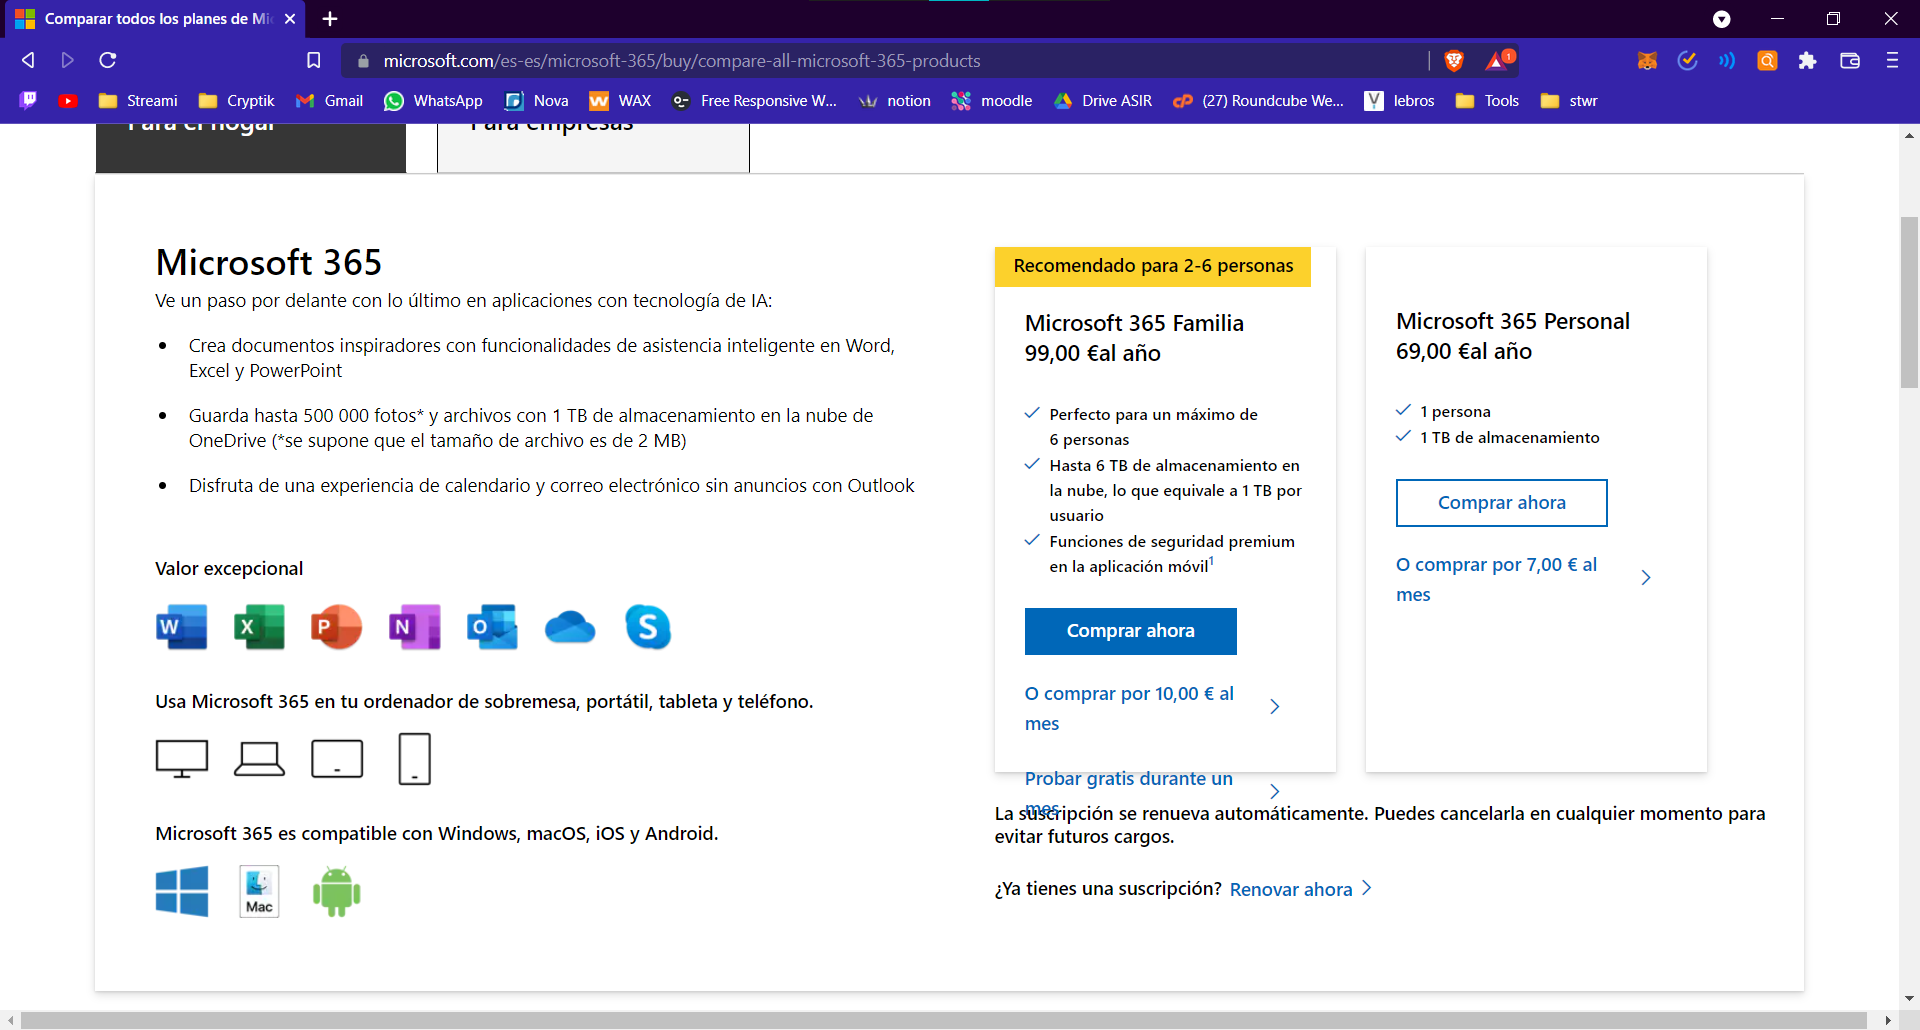 Comparar todos los planes de Mi
microsoft.com/es-es/microsoft-365/buy/compare-all-microsoft-365-products
1
Streami
Cryptik
Gmail
WhatsApp
Nova
WAX
Free Responsive W...
notion
moodle
Drive ASIR
(27) Roundcube We...
lebros
Tools
stwr
Para el hogar
Para empresas
Microsoft 365
Ve un paso por delante con lo último en aplicaciones con tecnología de IA:
Crea documentos inspiradores con funcionalidades de asistencia inteligente en Word,
Excel y PowerPoint
Guarda hasta 500 000 fotos* y archivos con 1 TB de almacenamiento en la nube de
OneDrive (*se supone que el tamaño de archivo es de 2 MB)
Disfruta de una experiencia de calendario y correo electrónico sin anuncios con Outlook
Valor excepcional
W
X
P
N
O
S
Usa Microsoft 365 en tu ordenador de sobremesa, portátil, tableta y teléfono.
Microsoft 365 es compatible con Windows, macOS, iOS y Android.
Mac
Recomendado para 2-6 personas
Microsoft 365 Familia
99,00 €al año
Perfecto para un máximo de
6 personas
Hasta 6 TB de almacenamiento en
la nube, lo que equivale a 1 TB por
usuario
Funciones de seguridad premium
en la aplicación móvil1
Comprar ahora
O comprar por 10,00 € al
mes
Probar gratis durante un
mes
Microsoft 365 Personal
69,00 €al año
1 persona
1 TB de almacenamiento
Comprar ahora
O comprar por 7,00 € al
mes
La suscripción se renueva automáticamente. Puedes cancelarla en cualquier momento para
evitar futuros cargos.
¿Ya tienes una suscripción? Renovar ahora